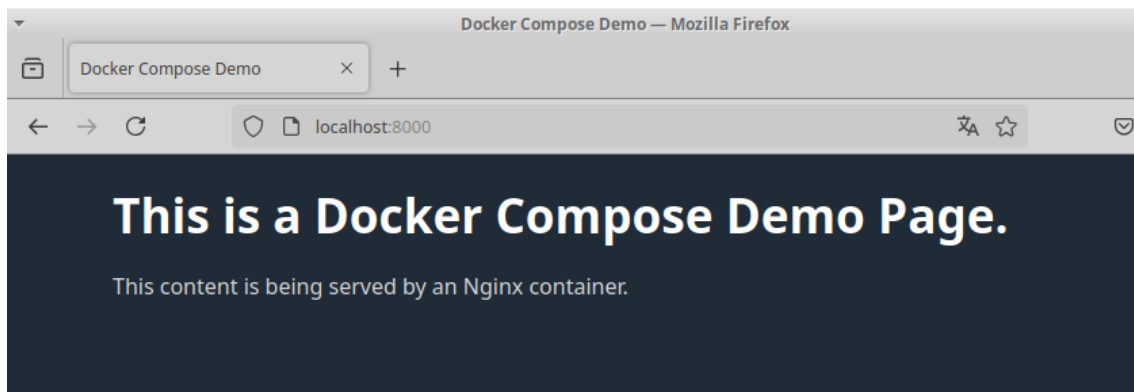 Docker Compose Demo — Mozilla Firefox
Docker Compose Demo
localhost:8000
This is a Docker Compose Demo Page.
This content is being served by an Nginx container.